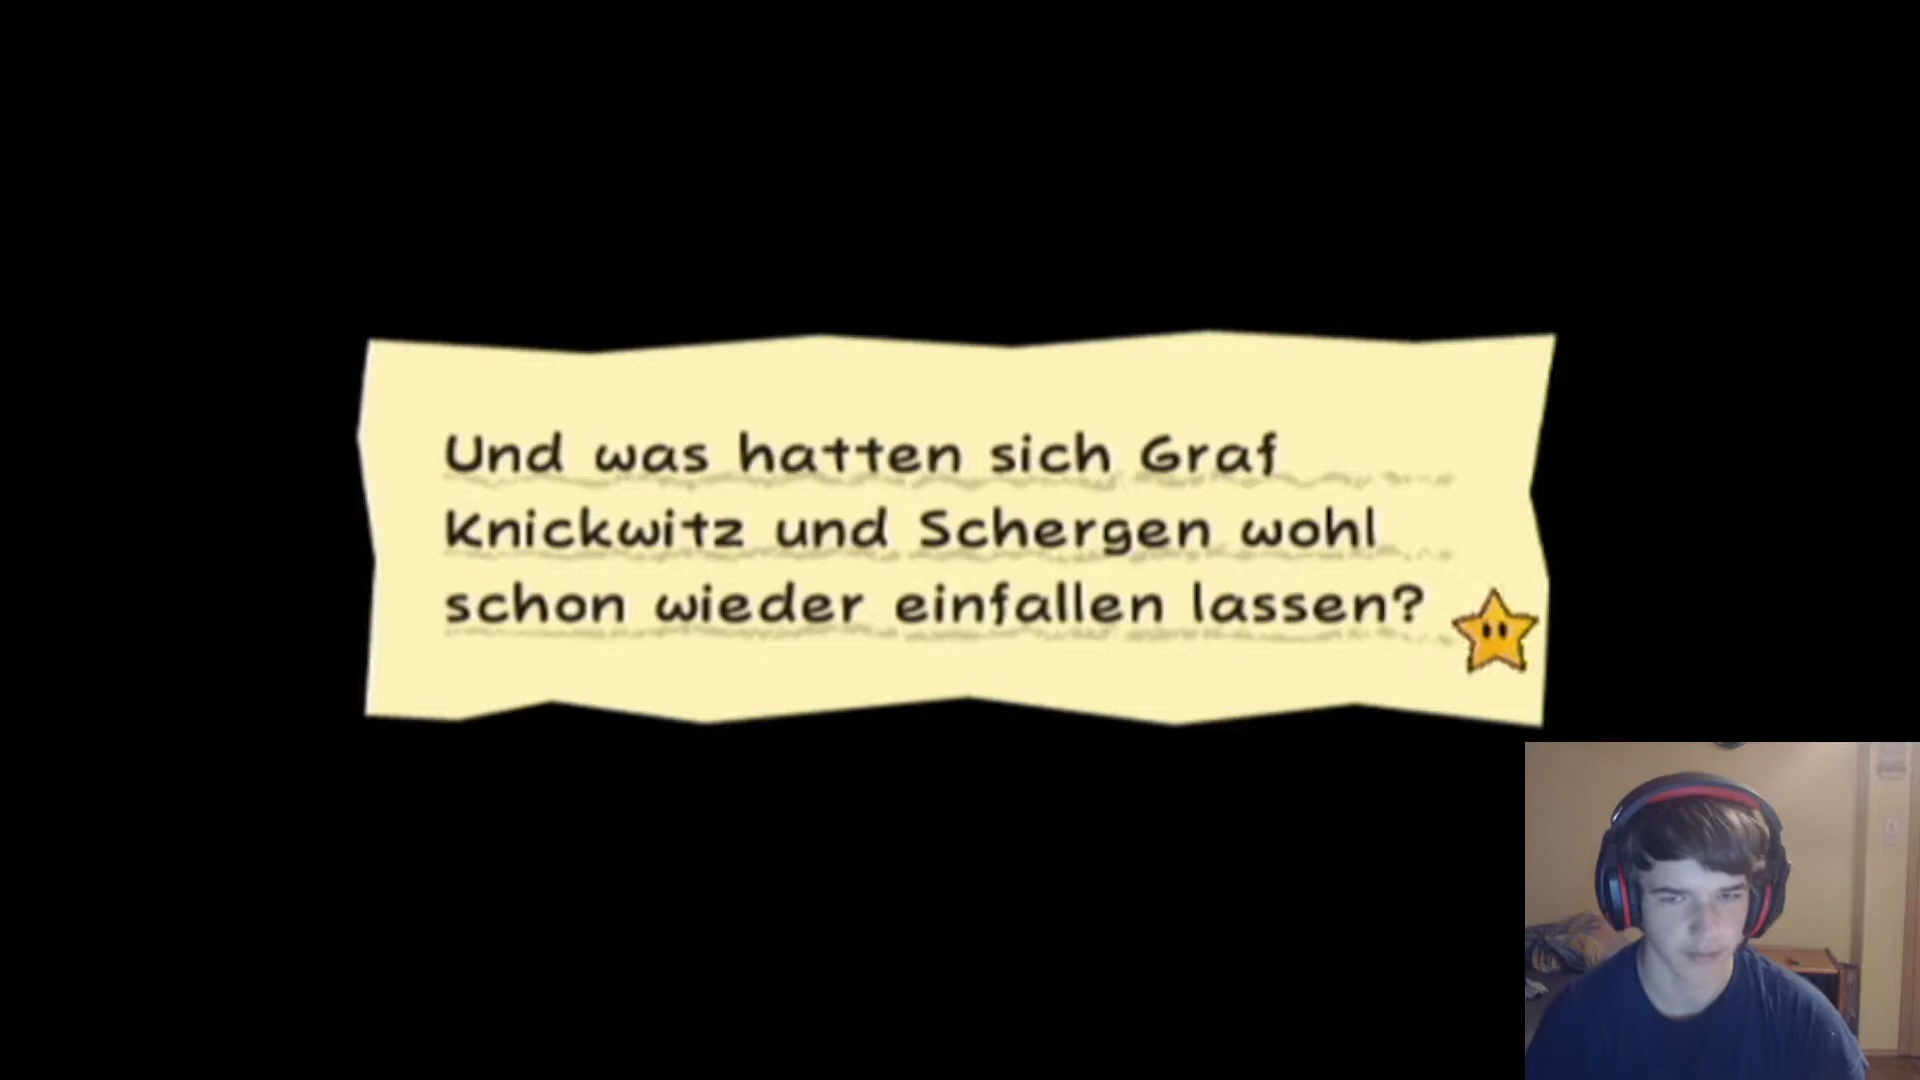 Und was hatten sich Graf
Knickwitz und Schergen wohl
schon wieder einfallen lassen?